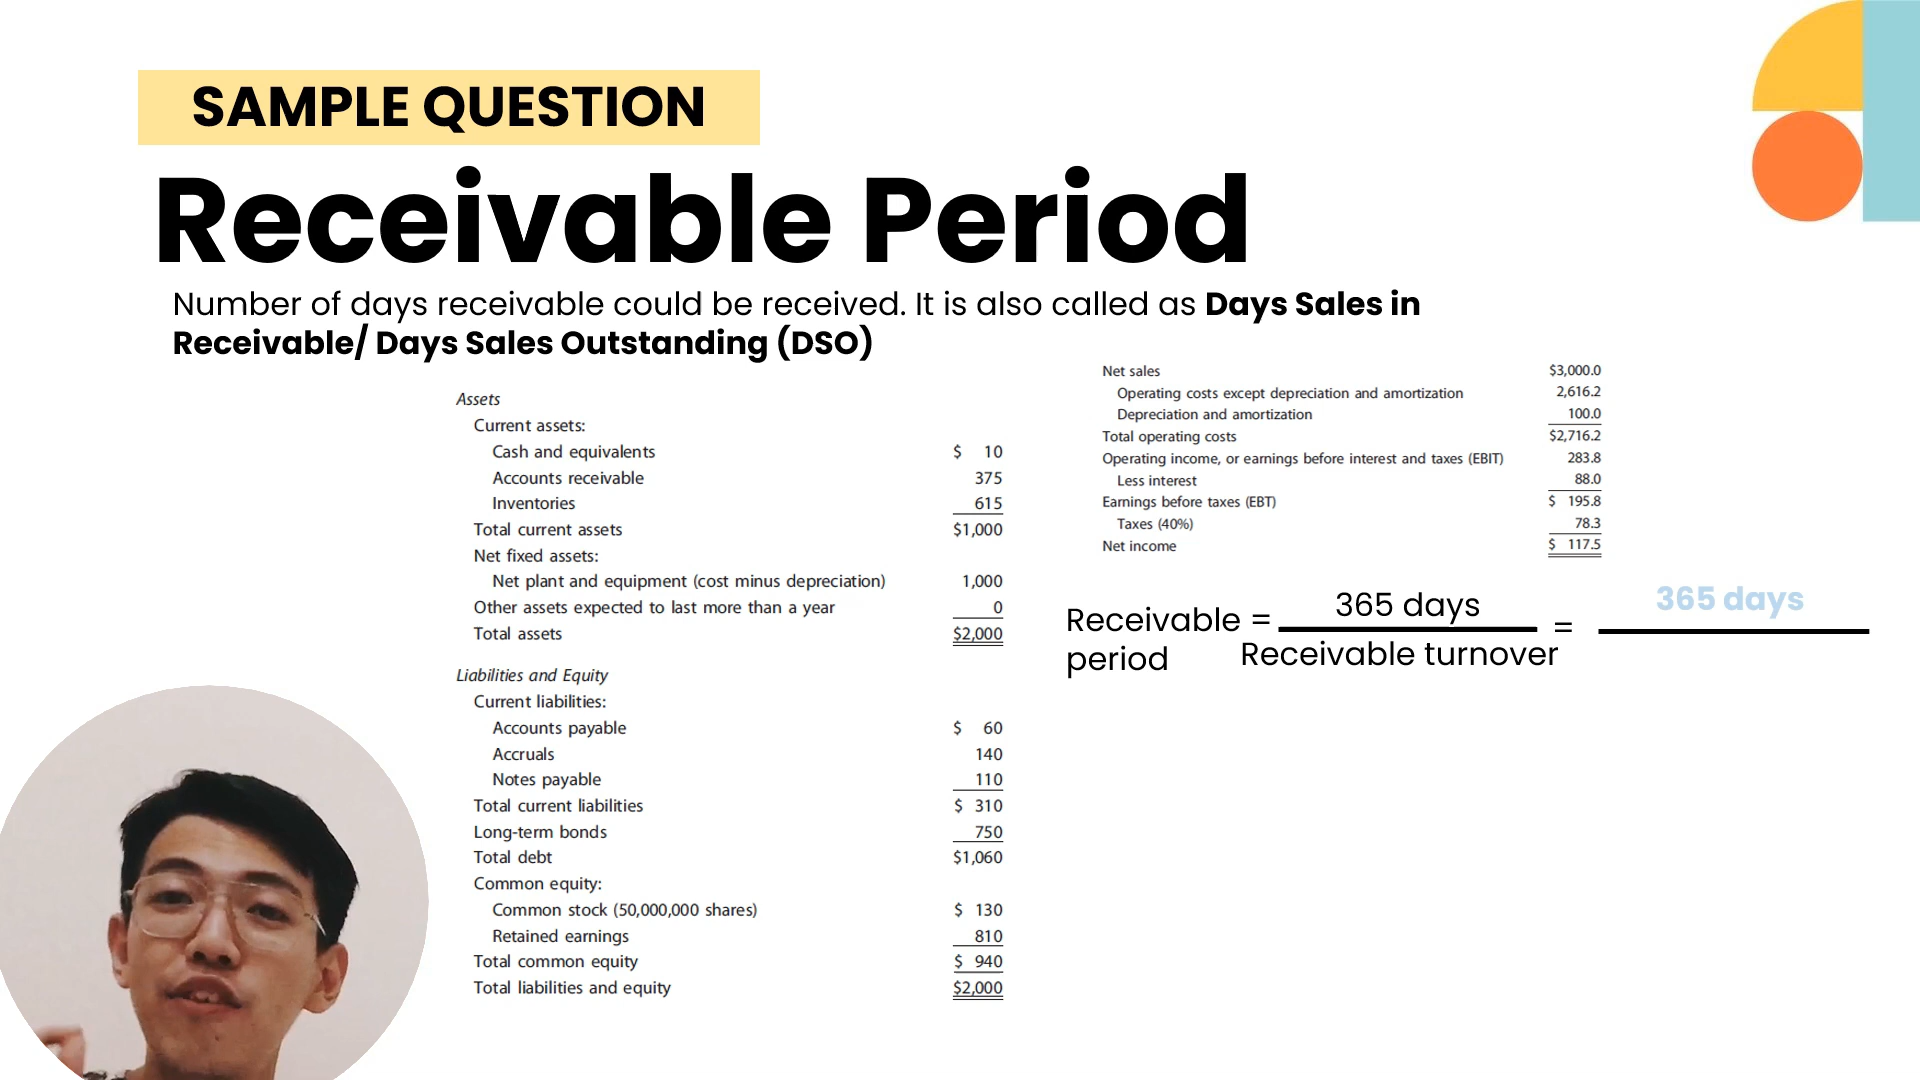 SAMPLE QUESTION
Receivable Period
Number of days receivable could be received. It is also called as Days Sales in
Receivable/ Days Sales Outstanding (DSO)
Assets
Current assets:
Cash and equivalents $ 10
Accounts receivable 375
Inventories 615
Total current assets $1,000
Net fixed assets:
Net plant and equipment (cost minus depreciation) 1,000
Other assets expected to last more than a year 0
Total assets $2,000
Liabilities and Equity
Current liabilities:
Accounts payable $ 60
Accruals 140
Notes payable 110
Total current liabilities $ 310
Long-term bonds 750
Total debt $1,060
Common equity:
Common stock (50,000,000 shares) $ 130
Retained earnings 810
Total common equity $ 940
Total liabilities and equity $2,000
Net sales $3,000.0
Operating costs except depreciation and amortization 2,616.2
Depreciation and amortization 100.0
Total operating costs $2,716.2
Operating income, or earnings before interest and taxes (EBIT) 283.8
Less interest 88.0
Earnings before taxes (EBT) $ 195.8
Taxes (40%) 78.3
Net income $ 117.5
Receivable =
period
365 days
Receivable turnover
=
365 days